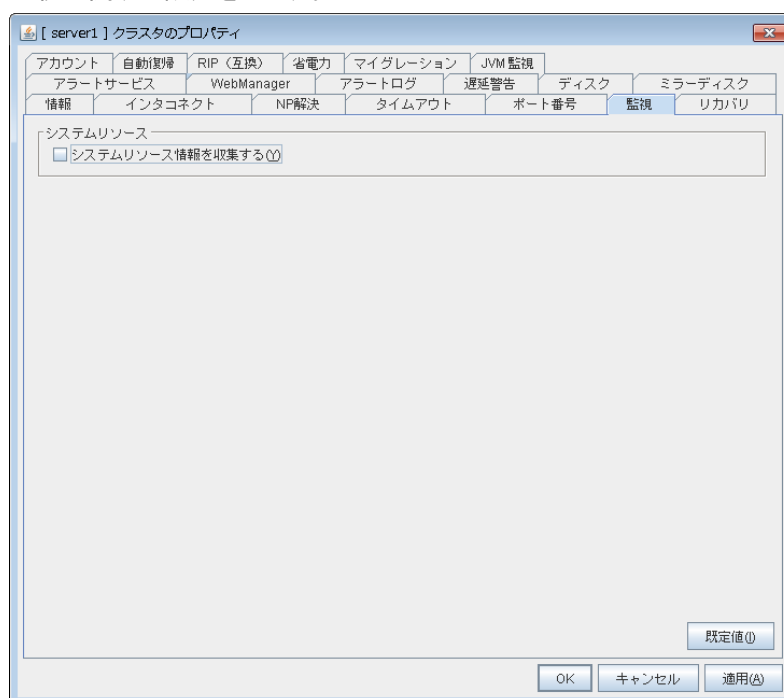 [ server1 ] クラスタのプロパティ
アカウント 自動復帰 RIP（互換） 省電力 マイグレーション JVM監視
アラートサービス WebManager アラートログ 遅延警告 ディスク ミラーディスク
情報 インタコネクト NP解決 タイムアウト ポート番号 監視 リカバリ
システムリソース
システムリソース情報を収集する(Y)
既定値(I)
OK キャンセル 適用(A)